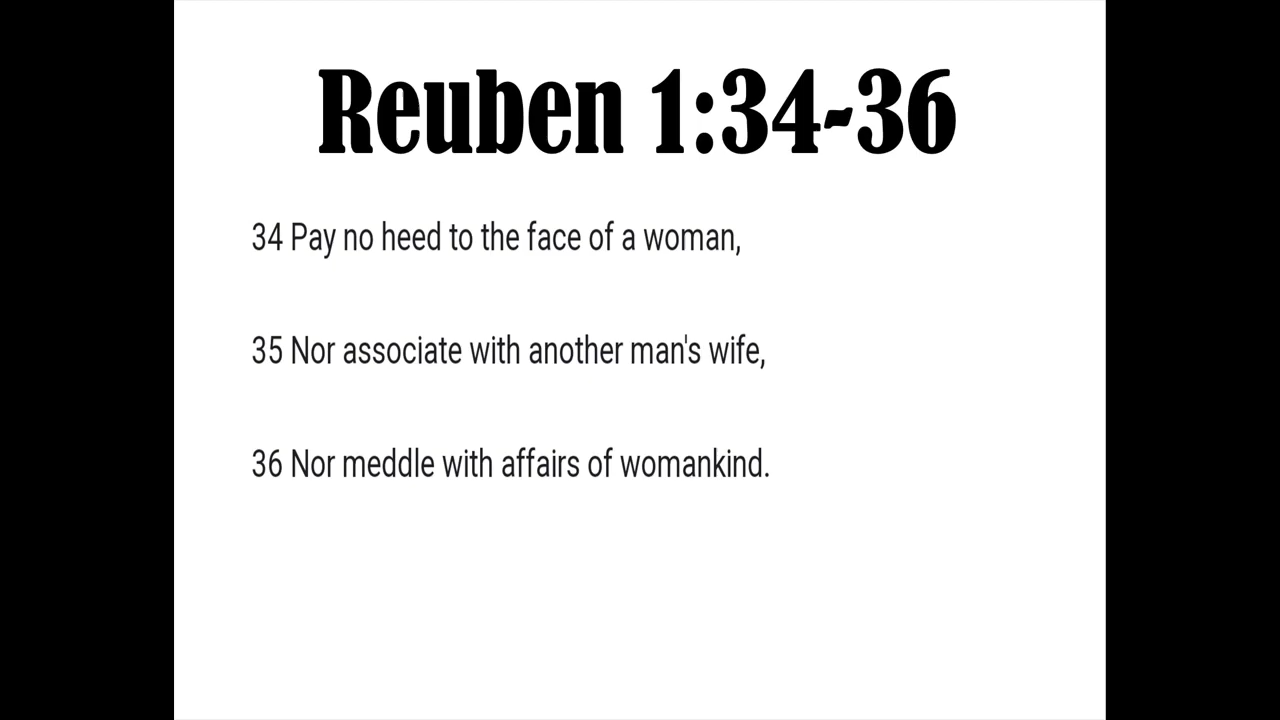 Reuben 1:34-36
34 Pay no heed to the face of a woman,
35 Nor associate with another man's wife,
36 Nor meddle with affairs of womankind.